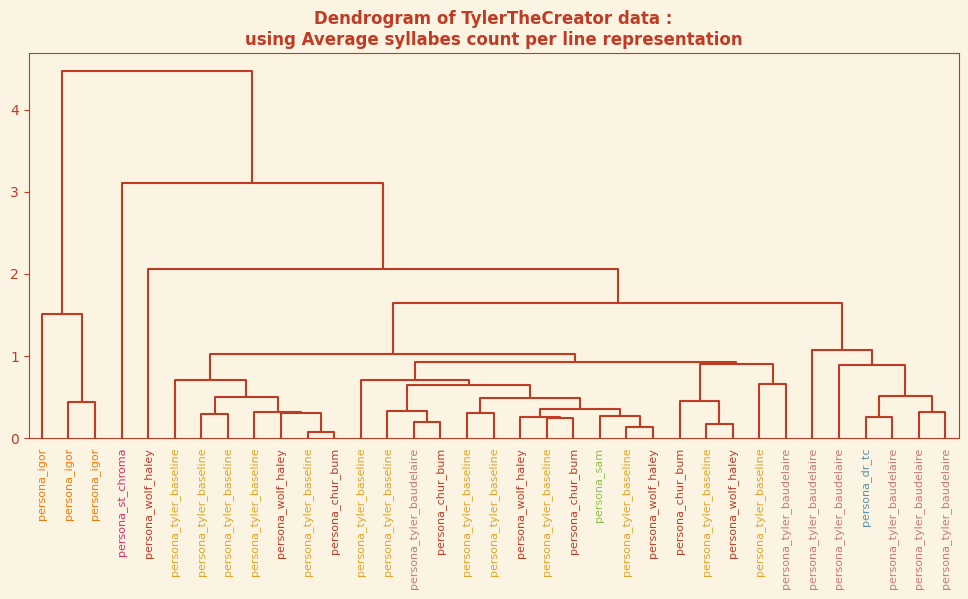 Dendrogram of TylerTheCreator data :
using Average syllabes count per line representation
4
3
2
1
0
persona_igor
persona_igor
persona_igor
persona_st_chroma
persona_wolf_haley
persona_tyler_baseline
persona_tyler_baseline
persona_tyler_baseline
persona_tyler_baseline
persona_wolf_haley
persona_tyler_baseline
persona_chur_bum
persona_tyler_baseline
persona_tyler_baseline
persona_tyler_baudelaire
persona_chur_bum
persona_tyler_baseline
persona_tyler_baseline
persona_wolf_haley
persona_tyler_baseline
persona_chur_bum
persona_sam
persona_tyler_baseline
persona_wolf_haley
persona_chur_bum
persona_tyler_baseline
persona_wolf_haley
persona_tyler_baseline
persona_tyler_baudelaire
persona_tyler_baudelaire
persona_tyler_baudelaire
persona_dr_tc
persona_tyler_baudelaire
persona_tyler_baudelaire
persona_tyler_baudelaire